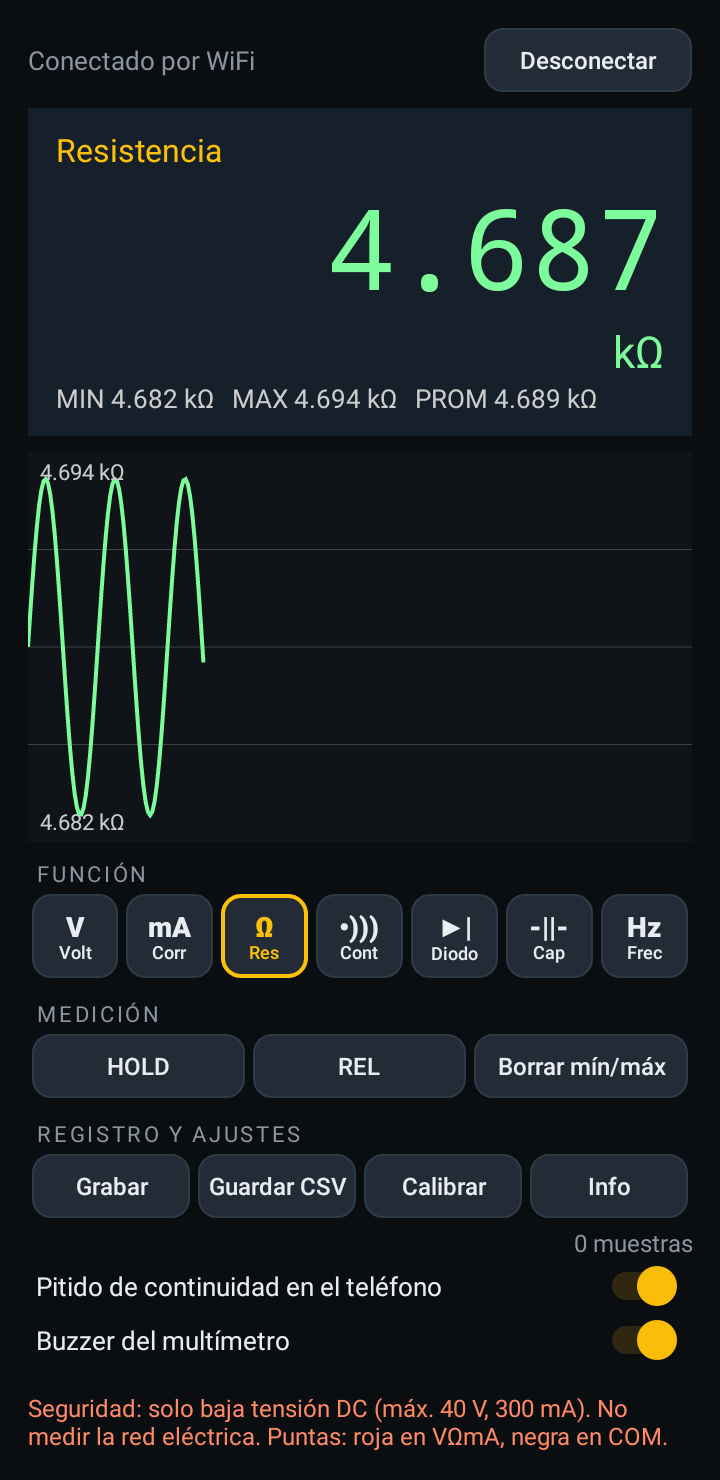 Conectado por WiFi
Desconectar
Resistencia
4.687
kΩ
MIN 4.682 kΩ MAX 4.694 kΩ PROM 4.689 kΩ
4.694 kΩ
4.682 kΩ
FUNCIÓN
V mA Ω •))) ►| -||- Hz
Volt Corr Res Cont Diodo Cap Frec
MEDICIÓN
HOLD REL Borrar mín/máx
REGISTRO Y AJUSTES
Grabar Guardar CSV Calibrar Info
0 muestras
Pitido de continuidad en el teléfono
Buzzer del multímetro
Seguridad: solo baja tensión DC (máx. 40 V, 300 mA). No
medir la red eléctrica. Puntas: roja en VΩmA, negra en COM.